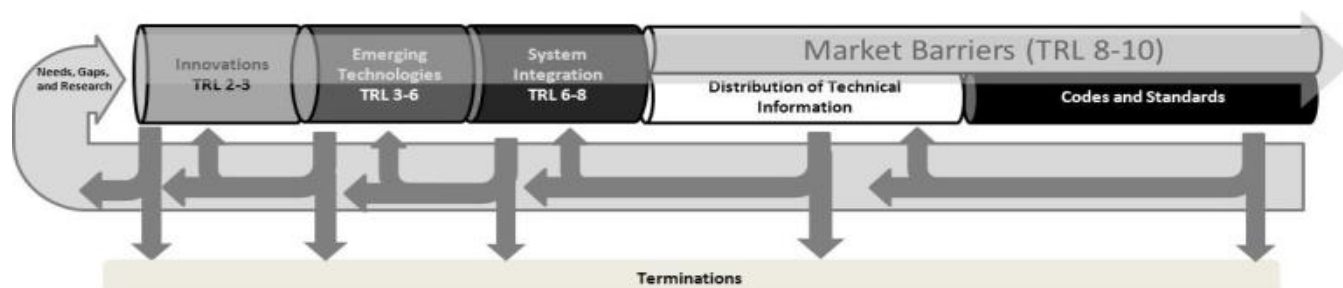 Needs, Gaps,
and Research
Innovations
TRL 2-3
Emerging
Technologies
TRL 3-6
System
Integration
TRL 6-8
Market Barriers (TRL 8-10)
Distribution of Technical
Information
Codes and Standards
Terminations